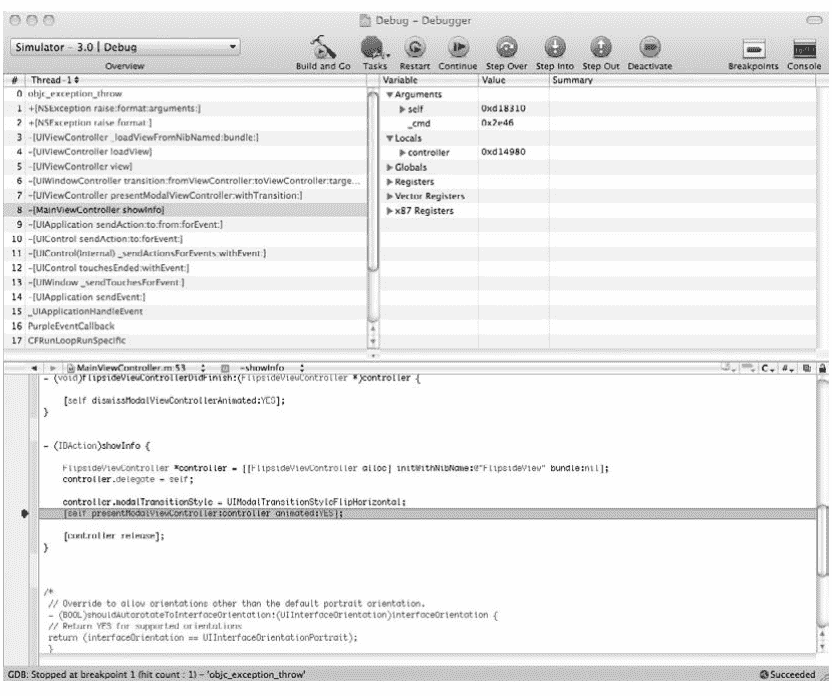 Debug - Debugger
Simulator - 3.0 | Debug
Overview
Build and Go Tasks Restart Continue Step Over Step Into Step Out Deactivate Breakpoints Console
# Thread-1 Variable Value Summary
0 objc_exception_throw
1 +[NSException raise:format:arguments:]
2 +[NSException raise:format:]
3 -[UIViewController _loadViewFromNibNamed:bundle:]
4 -[UIViewController loadView]
5 -[UIViewController view]
6 -[UIWindowController transition:fromViewController:toViewController:targe...
7 -[UIViewController presentModalViewController:withTransition:]
8 -[MainViewController showInfo]
9 -[UIApplication sendAction:to:from:forEvent:]
10 -[UIControl sendAction:to:forEvent:]
11 -[UIControl(Internal) _sendActionsForEvents:withEvent:]
12 -[UIControl touchesEnded:withEvent:]
13 -[UIWindow _sendTouchesForEvent:]
14 -[UIApplication sendEvent:]
15 _UIApplicationHandleEvent
16 PurpleEventCallback
17 CFRunLoopRunSpecific
Arguments
self 0xd18310
_cmd 0x2e46
Locals
controller 0xd14980
Globals
Registers
Vector Registers
x87 Registers
MainViewController.m:53 -showInfo C, #,
- (void)flipsideViewControllerDidFinish:(FlipsideViewController *)controller {
[self dismissModalViewControllerAnimated:YES];
}
- (IBAction)showInfo {
FlipsideViewController *controller = [[FlipsideViewController alloc] initWithNibName:@"FlipsideView" bundle:nil];
controller.delegate = self;
controller.modalTransitionStyle = UIModalTransitionStyleFlipHorizontal;
[self presentModalViewController:controller animated:YES];
[controller release];
}
/*
// Override to allow orientations other than the default portrait orientation.
- (BOOL)shouldAutorotateToInterfaceOrientation:(UIInterfaceOrientation)interfaceOrientation {
// Return YES for supported orientations
return (interfaceOrientation == UIInterfaceOrientationPortrait);
}
GDB: Stopped at breakpoint 1 (hit count : 1) - 'objc_exception_throw' Succeeded